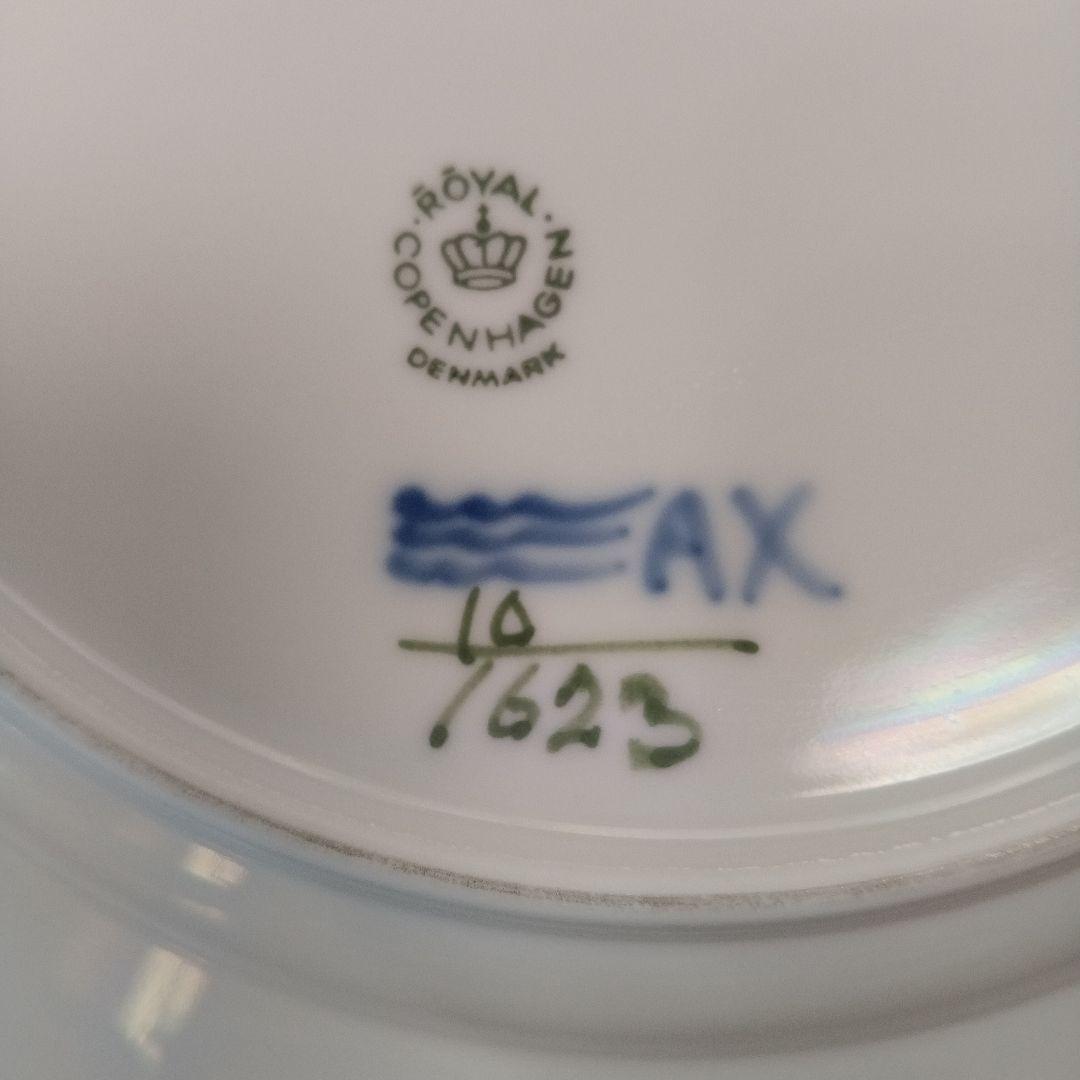 ROYAL
COPENHAGEN
DENMARK
AX
10
1623